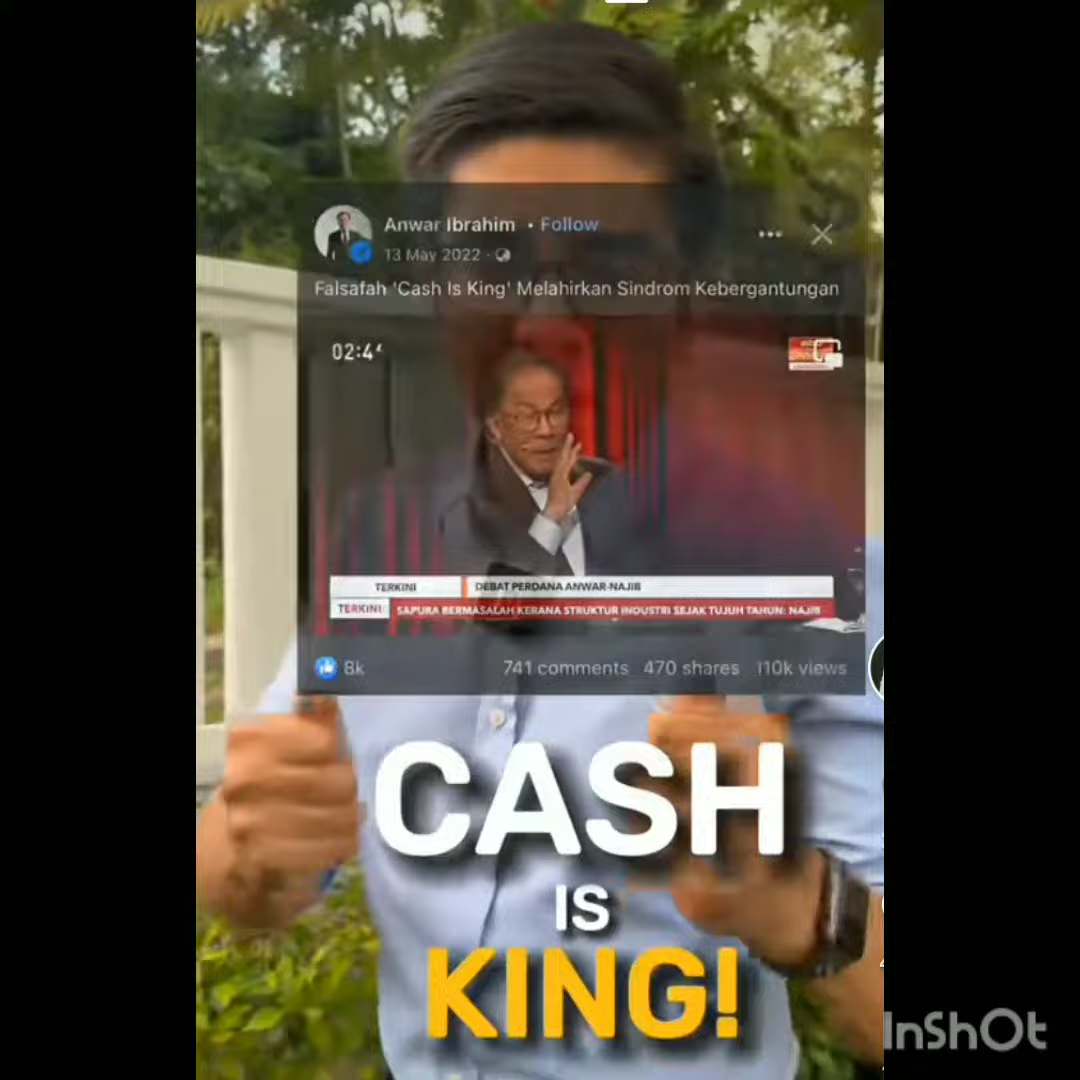 Anwar Ibrahim • Follow
13 May 2022 ·
Falsafah 'Cash Is King' Melahirkan Sindrom Kebergantungan
02:44
TERKINI DEBAT PERDANA ANWAR-NAJIB
TERKINI SAPURA BERMASALAH KERANA STRUKTUR INDUSTRI SEJAK TUJUH TAHUN: NAJIB
8k 741 comments 470 shares 110k views
CASH
IS
KING!
InShOt